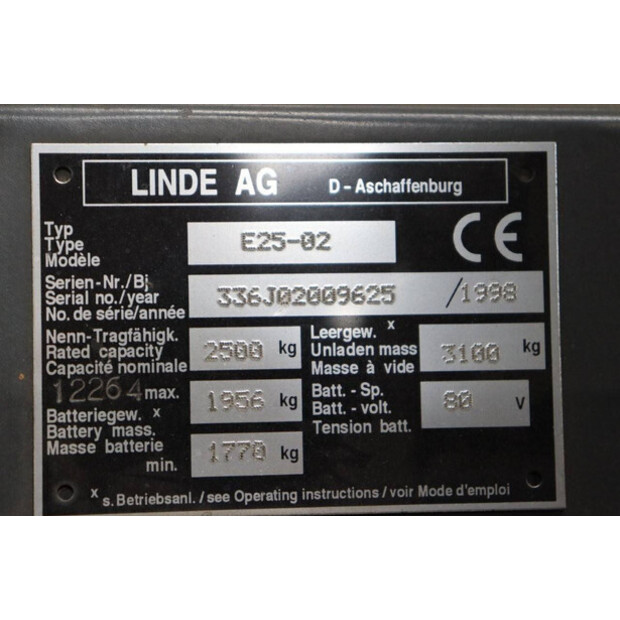 LINDE AG D - Aschaffenburg
Typ
Type
Modèle
E25-02
CE
Serien-Nr./Bj
Serial no./year
No. de série/année
336J02009625 /1998
Nenn-Tragfähigk.
Rated capacity
Capacité nominale
2500 kg
Leergew. x
Unladen mass
Masse à vide
3100 kg
12264 max.
Batteriegew. x
Battery mass.
Masse batterie
min.
1956 kg
1770 kg
Batt. - Sp.
Batt. - volt.
Tension batt.
80 V
x s. Betriebsanl. / see Operating instructions / voir Mode d'emploi